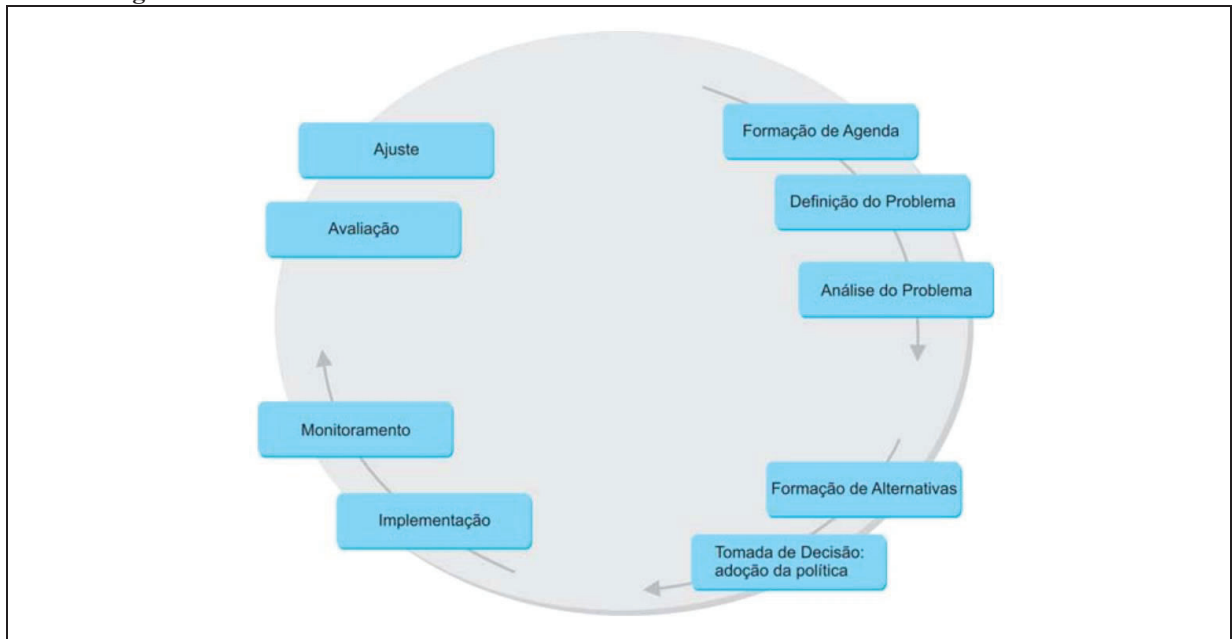 Formação de Agenda
Definição do Problema
Análise do Problema
Formação de Alternativas
Tomada de Decisão:
adoção da política
Implementação
Monitoramento
Avaliação
Ajuste